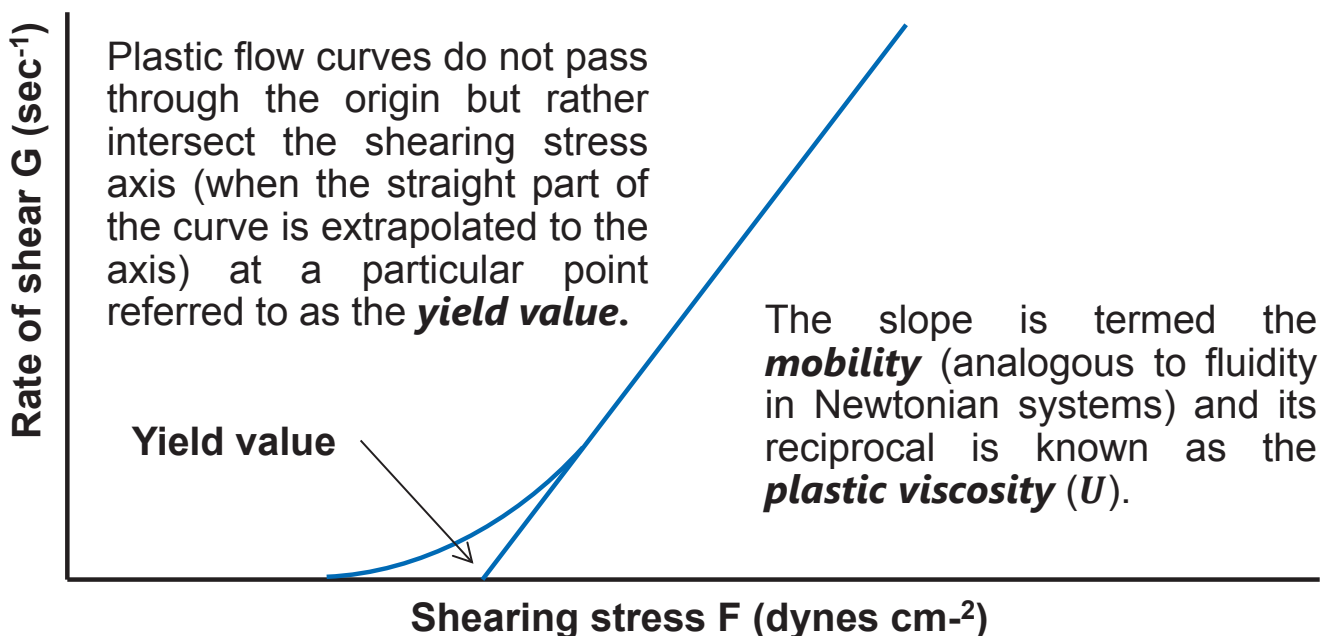 Rate of shear G (sec-1)
Plastic flow curves do not pass
through the origin but rather
intersect the shearing stress
axis (when the straight part of
the curve is extrapolated to the
axis) at a particular point
referred to as the yield value.
The slope is termed the
mobility (analogous to fluidity
in Newtonian systems) and its
reciprocal is known as the
plastic viscosity (U).
Yield value
Shearing stress F (dynes cm-2)